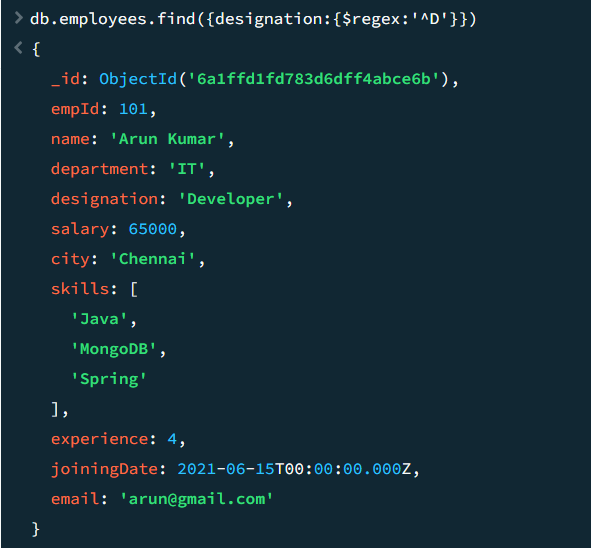 > db.employees.find({designation:{$regex:'^D'}})
< {
_id: ObjectId('6a1ffd1fd783d6dff4abce6b'),
empId: 101,
name: 'Arun Kumar',
department: 'IT',
designation: 'Developer',
salary: 65000,
city: 'Chennai',
skills: [
'Java',
'MongoDB',
'Spring'
],
experience: 4,
joiningDate: 2021-06-15T00:00:00.000Z,
email: 'arun@gmail.com'
}